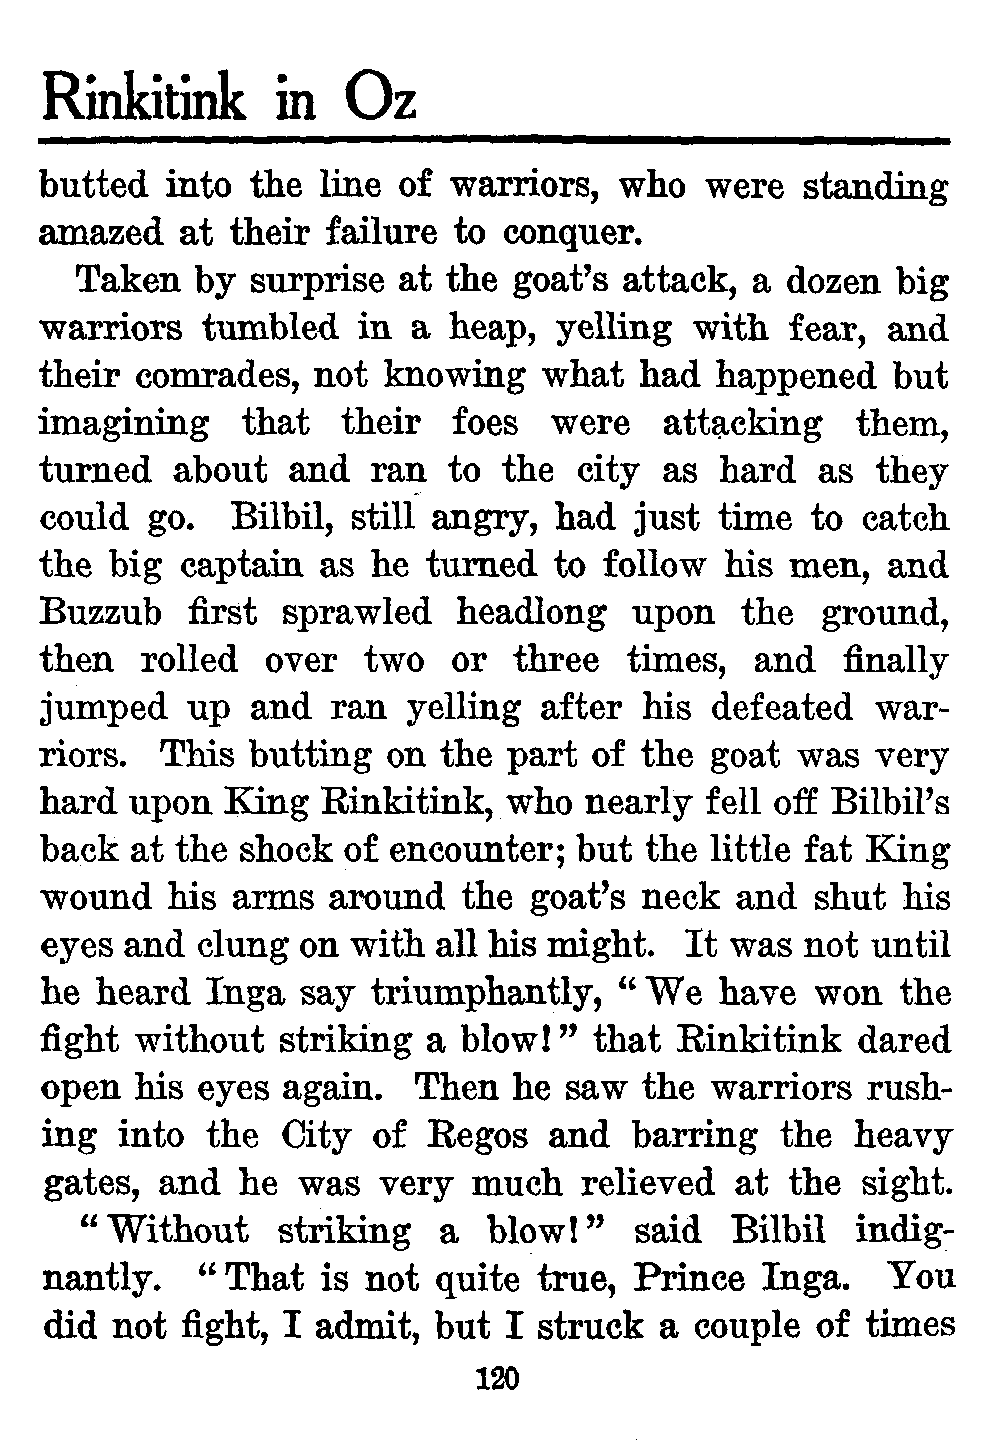 Rinkitink in Oz
butted into the line of warriors, who were standing
amazed at their failure to conquer.
Taken by surprise at the goat's attack, a dozen big
warriors tumbled in a heap, yelling with fear, and
their comrades, not knowing what had happened but
imagining that their foes were attacking them,
turned about and ran to the city as hard as they
could go. Bilbil, still angry, had just time to catch
the big captain as he turned to follow his men, and
Buzzub first sprawled headlong upon the ground,
then rolled over two or three times, and finally
jumped up and ran yelling after his defeated war-
riors. This butting on the part of the goat was very
hard upon King Rinkitink, who nearly fell off Bilbil's
back at the shock of encounter; but the little fat King
wound his arms around the goat's neck and shut his
eyes and clung on with all his might. It was not until
he heard Inga say triumphantly, "We have won the
fight without striking a blow!" that Rinkitink dared
open his eyes again. Then he saw the warriors rush-
ing into the City of Regos and barring the heavy
gates, and he was very much relieved at the sight.
"Without striking a blow!" said Bilbil indig-
nantly. "That is not quite true, Prince Inga. You
did not fight, I admit, but I struck a couple of times
120